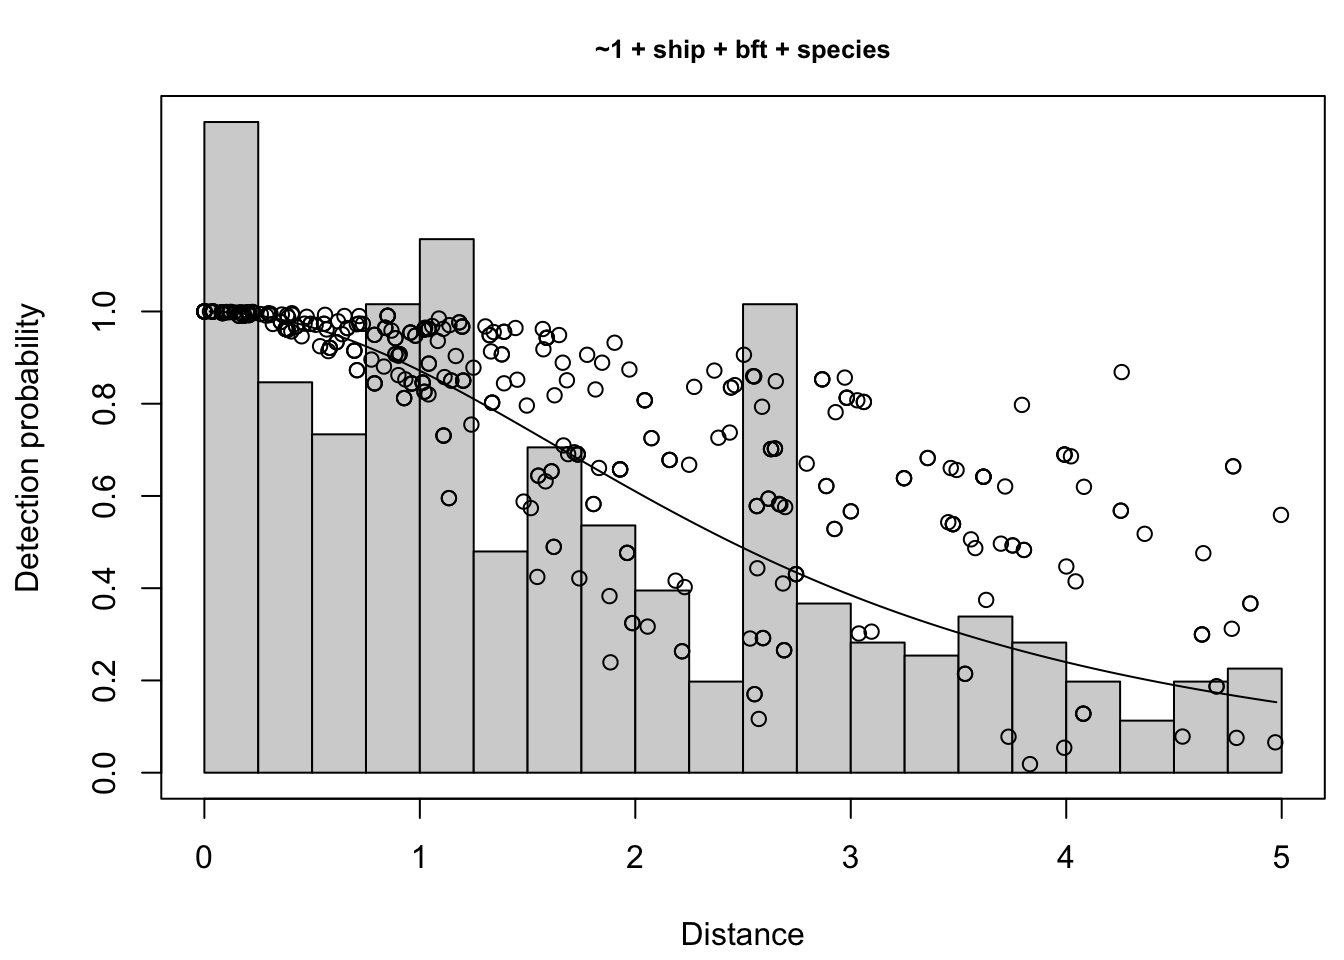 ~1 + ship + bft + species
Detection probability
1.0
0.8
0.6
0.4
0.2
0.0
0 1 2 3 4 5
Distance